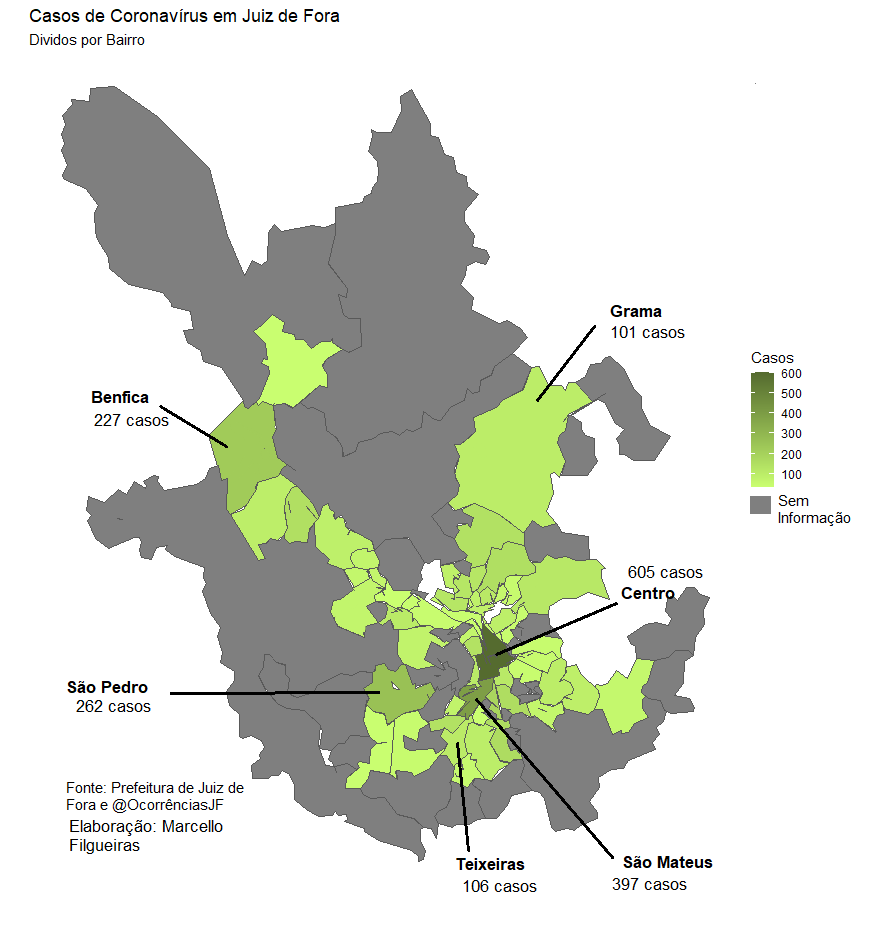 Casos de Coronavírus em Juiz de Fora
Dividos por Bairro
Grama
101 casos
Casos
600
500
400
300
200
100
Sem
Informação
Benfica
227 casos
605 casos
Centro
São Pedro
262 casos
Fonte: Prefeitura de Juiz de
Fora e @OcorrênciasJF
Elaboração: Marcello
Filgueiras
Teixeiras
106 casos
São Mateus
397 casos